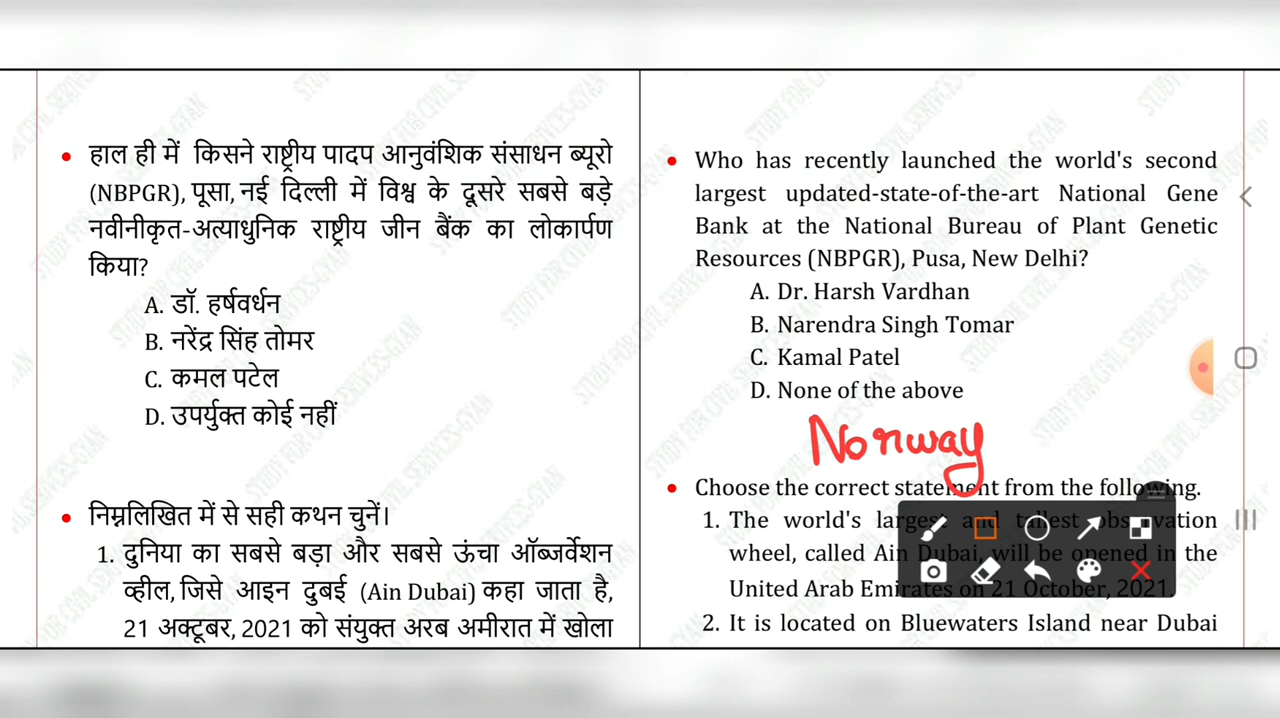 हाल ही में किसने राष्ट्रीय पादप आनुवंशिक संसाधन ब्यूरो
(NBPGR), पूसा, नई दिल्ली में विश्व के दूसरे सबसे बड़े
नवीनीकृत-अत्याधुनिक राष्ट्रीय जीन बैंक का लोकार्पण
किया?
A. डॉ. हर्षवर्धन
B. नरेंद्र सिंह तोमर
C. कमल पटेल
D. उपर्युक्त कोई नहीं
निम्नलिखित में से सही कथन चुनें।
1. दुनिया का सबसे बड़ा और सबसे ऊंचा ऑब्जर्वेशन
व्हील, जिसे आइन दुबई (Ain Dubai) कहा जाता है,
21 अक्टूबर, 2021 को संयुक्त अरब अमीरात में खोला
Who has recently launched the world's second
largest updated-state-of-the-art National Gene
Bank at the National Bureau of Plant Genetic
Resources (NBPGR), Pusa, New Delhi?
A. Dr. Harsh Vardhan
B. Narendra Singh Tomar
C. Kamal Patel
D. None of the above
Norway
Choose the correct statement from the following.
1. The world's largest and tallest observation
wheel, called Ain Dubai, will be opened in the
United Arab Emirates on 21 October, 2021.
2. It is located on Bluewaters Island near Dubai